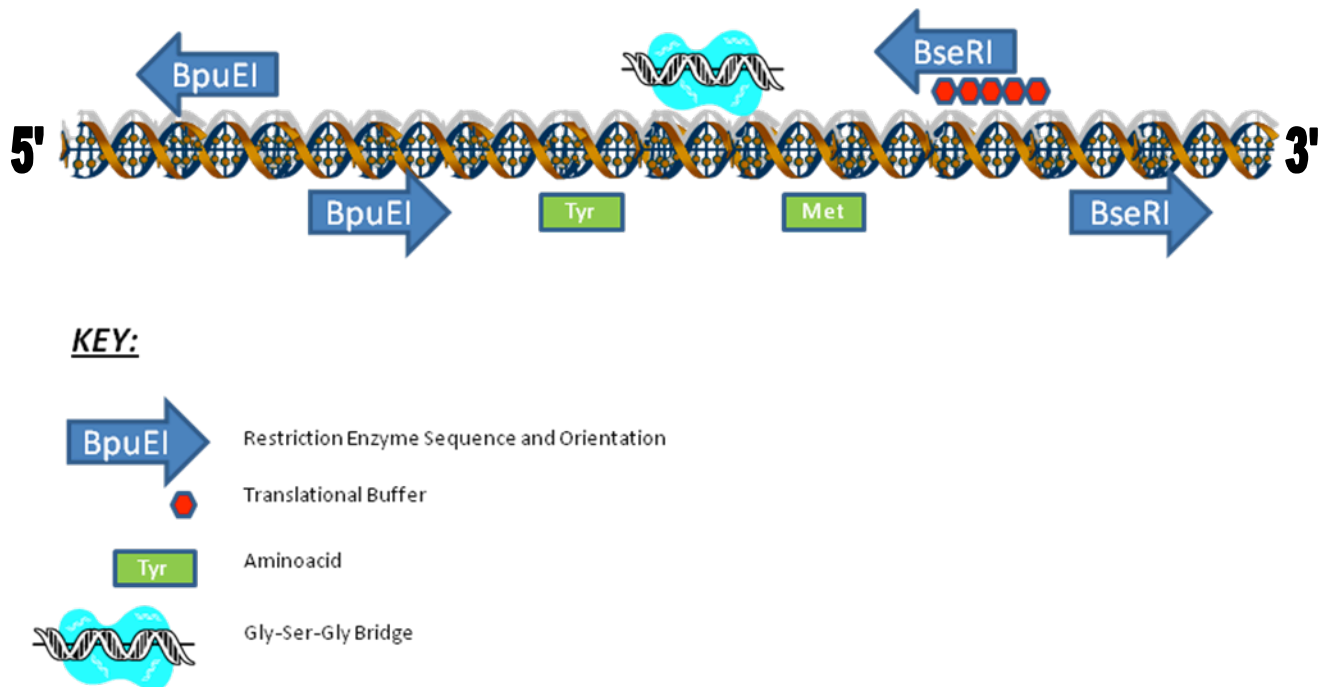 BpuEI
BseRI
5'
3'
BpuEI
Tyr
Met
BseRI
KEY:
BpuEI
Restriction Enzyme Sequence and Orientation
Translational Buffer
Tyr
Aminoacid
Gly-Ser-Gly Bridge